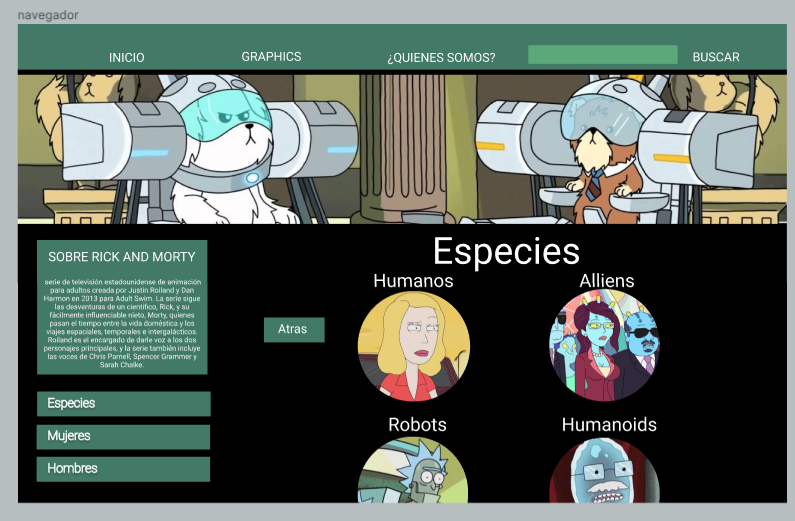 navegador
INICIO
GRAPHICS
¿QUIENES SOMOS?
BUSCAR
SOBRE RICK AND MORTY
serie de televisión estadounidense de animación
para adultos creada por Justin Roiland y Dan
Harmon en 2013 para Adult Swim. La serie sigue
las desventuras de un científico, Rick, y su
fácilmente influenciable nieto, Morty, quienes
pasan el tiempo entre la vida doméstica y los
viajes espaciales, temporales e intergalácticos.
Roiland es el encargado de darle voz a los dos
personajes principales, y la serie también incluye
las voces de Chris Parnell, Spencer Grammer y
Sarah Chalke.
Especies
Mujeres
Hombres
Atras
Especies
Humanos
Alliens
Robots
Humanoids